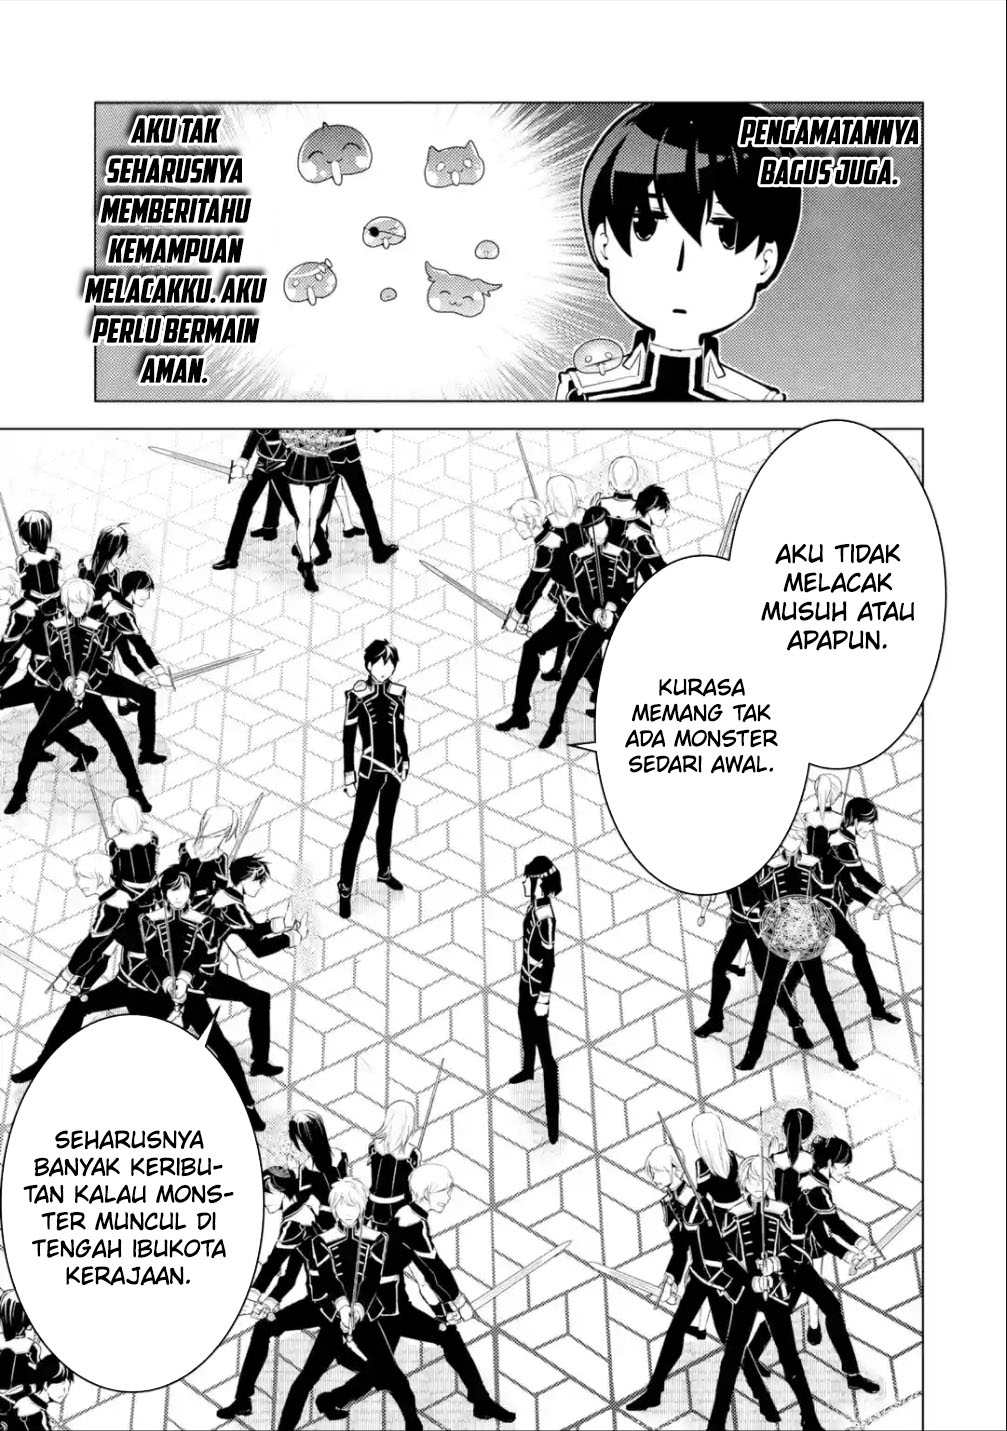 PENGAMATANNYA
BAGUS JUGA.
AKU TAK
SEHARUSNYA
MEMBERITAHU
KEMAMPUAN
MELACAKKU. AKU
PERLU BERMAIN
AMAN.
AKU TIDAK
MELACAK
MUSUH ATAU
APAPUN.
KURASA
MEMANG TAK
ADA MONSTER
SEDARI AWAL.
SEHARUSNYA
BANYAK KERIBU-
TAN KALAU MONS-
TER MUNCUL DI
TENGAH IBUKOTA
KERAJAAN.